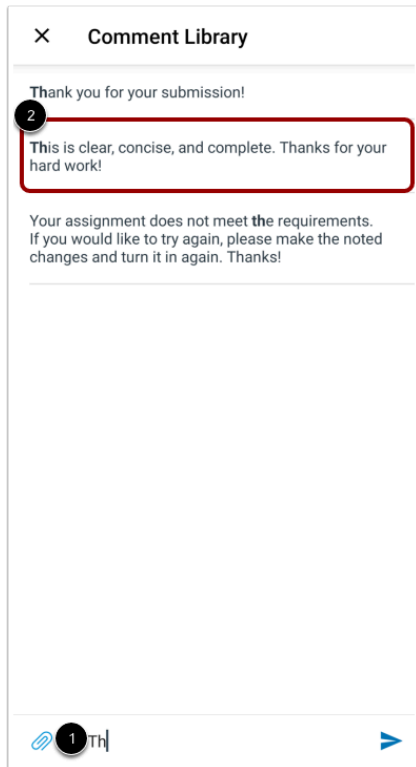 Comment Library
Thank you for your submission!
2
This is clear, concise, and complete. Thanks for your
hard work!
Your assignment does not meet the requirements.
If you would like to try again, please make the noted
changes and turn it in again. Thanks!
1 Th